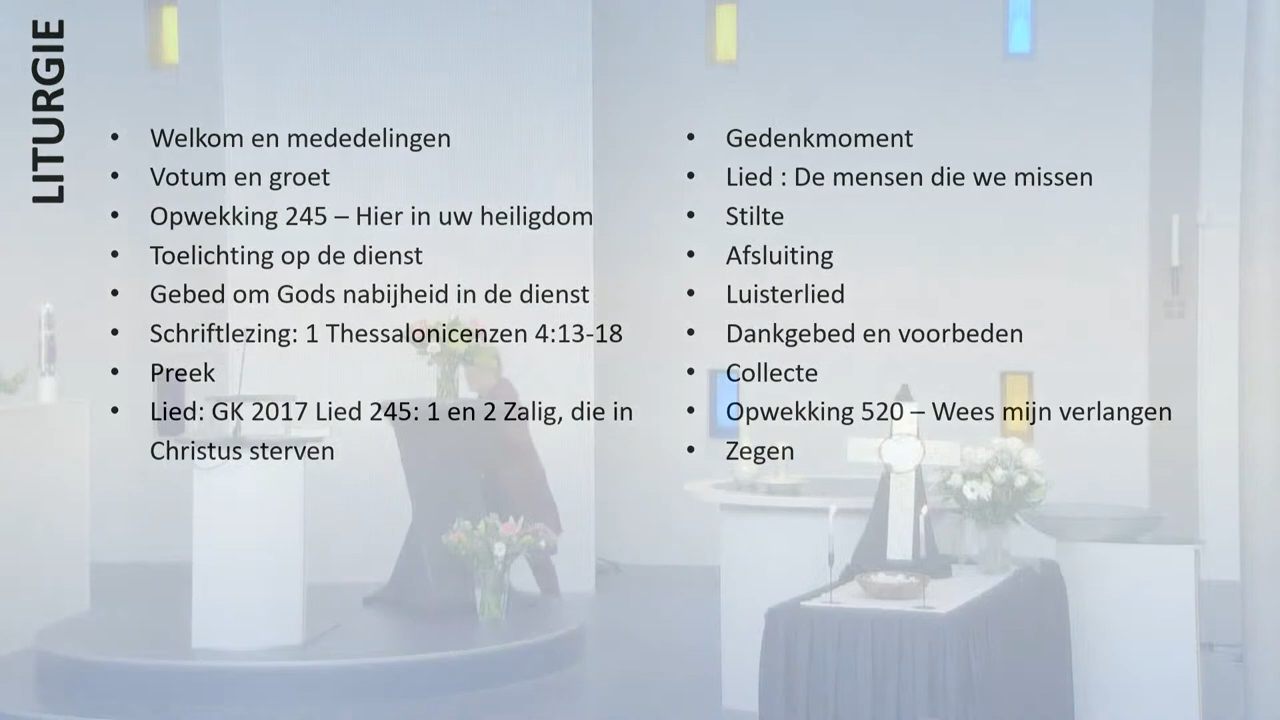 LITURGIE
• Welkom en mededelingen
• Votum en groet
• Opwekking 245 – Hier in uw heiligdom
• Toelichting op de dienst
• Gebed om Gods nabijheid in de dienst
• Schriftlezing: 1 Thessalonicenzen 4:13-18
• Preek
• Lied: GK 2017 Lied 245: 1 en 2 Zalig, die in
Christus sterven
• Gedenkmoment
• Lied : De mensen die we missen
• Stilte
• Afsluiting
• Luisterlied
• Dankgebed en voorbeden
• Collecte
• Opwekking 520 – Wees mijn verlangen
• Zegen